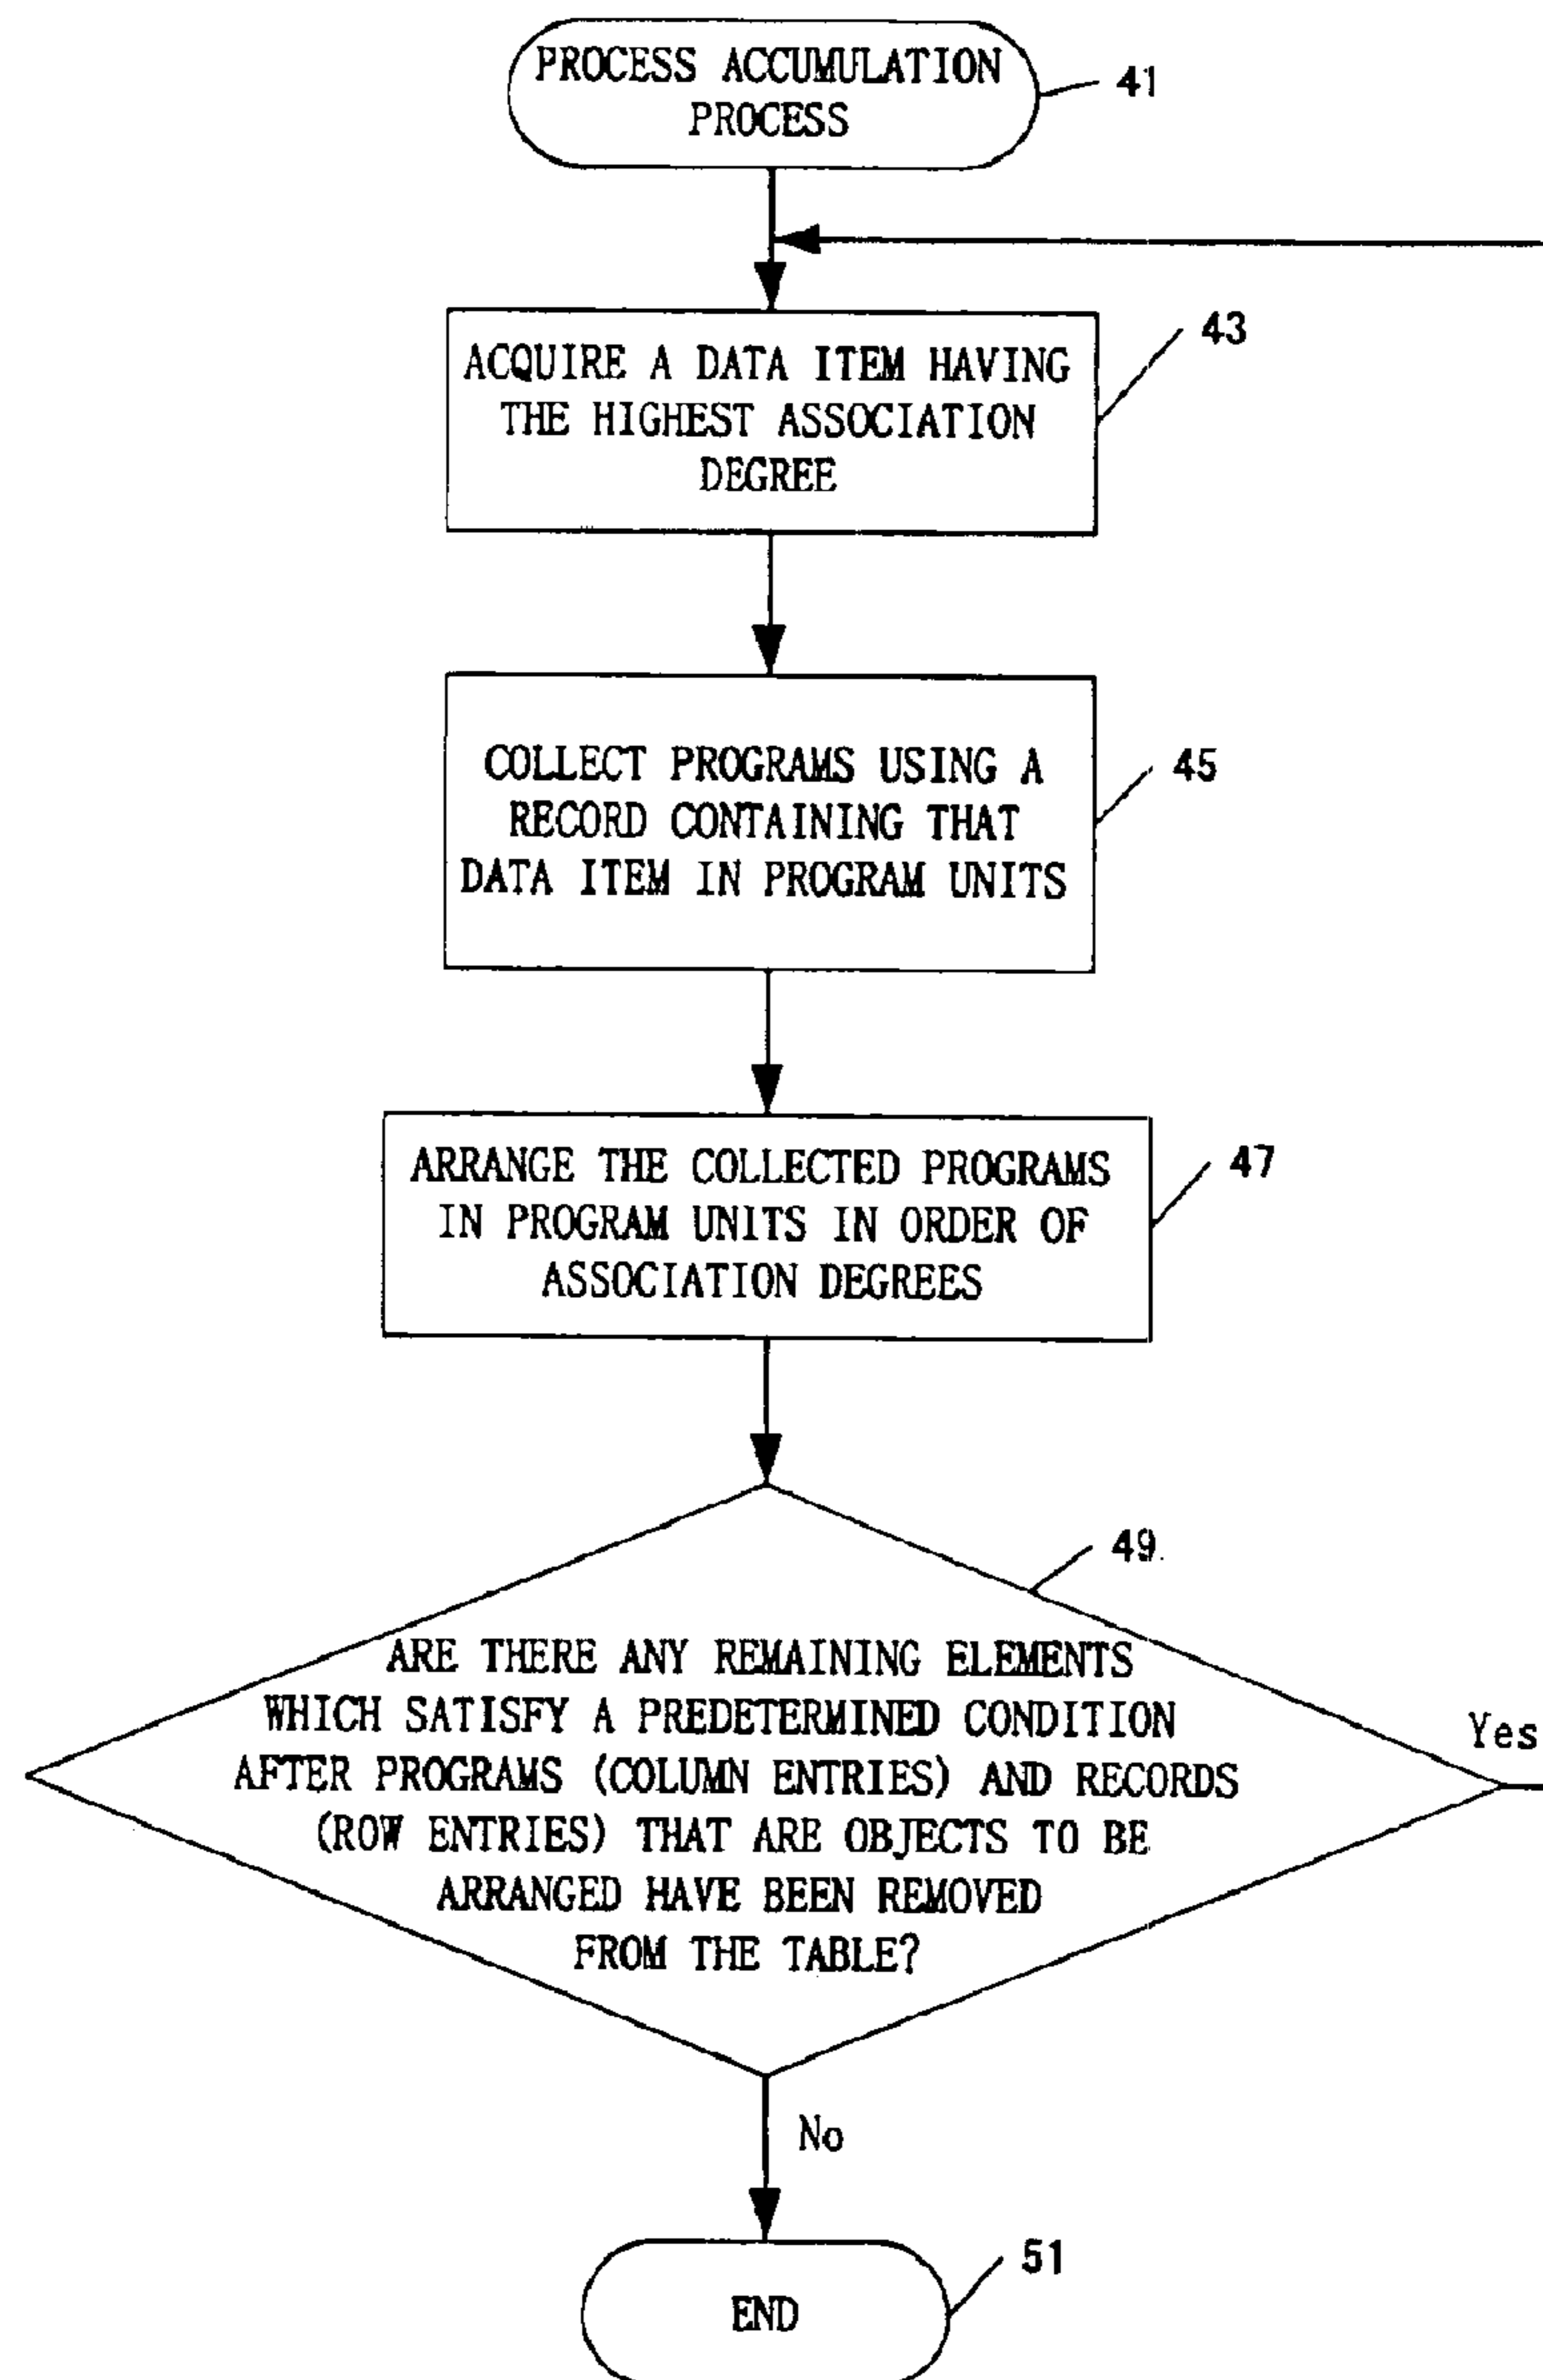 PROCESS ACCUMULATION
PROCESS
41
ACQUIRE A DATA ITEM HAVING
THE HIGHEST ASSOCIATION
DEGREE
43
COLLECT PROGRAMS USING A
RECORD CONTAINING THAT
DATA ITEM IN PROGRAM UNITS
45
ARRANGE THE COLLECTED PROGRAMS
IN PROGRAM UNITS IN ORDER OF
ASSOCIATION DEGREES
47
49
ARE THERE ANY REMAINING ELEMENTS
WHICH SATISFY A PREDETERMINED CONDITION
AFTER PROGRAMS (COLUMN ENTRIES) AND RECORDS
(ROW ENTRIES) THAT ARE OBJECTS TO BE
ARRANGED HAVE BEEN REMOVED
FROM THE TABLE?
Yes
No
END
51